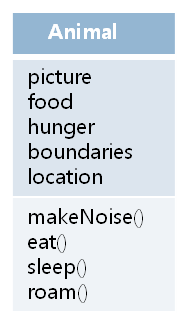 Animal
picture
food
hunger
boundaries
location
makeNoise()
eat()
sleep()
roam()